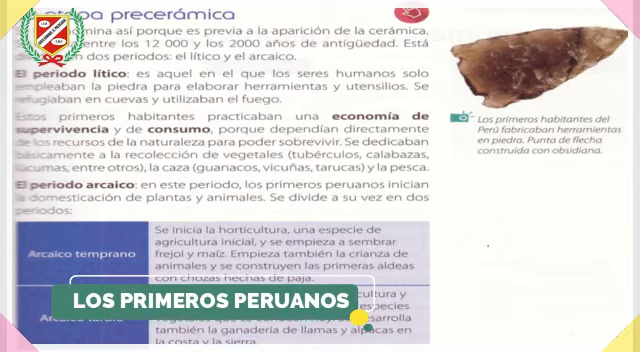 etapa precerámica
omina así porque es previa a la aparición de la cerámica.
entre los 12 000 y los 2000 años de antigüedad. Está
en dos periodos: el lítico y el arcaico.
El periodo lítico: es aquel en el que los seres humanos solo
empleaban la piedra para elaborar herramientas y utensilios. Se
refugiaban en cuevas y utilizaban el fuego.
Estos primeros habitantes practicaban una economía de
supervivencia y de consumo, porque dependían directamente
de los recursos de la naturaleza para poder sobrevivir. Se dedicaban
básicamente a la recolección de vegetales (tubérculos, calabazas,
lúcumas, entre otros), la caza (guanacos, vicuñas, tarucas) y la pesca.
El periodo arcaico: en este periodo, los primeros peruanos inician
la domesticación de plantas y animales. Se divide a su vez en dos
periodos:
Arcaico temprano
Se inicia la horticultura, una especie de
agricultura inicial, y se empieza a sembrar
frejol y maíz. Empieza también la crianza de
animales y se construyen las primeras aldeas
con chozas hechas de paja.
también la ganadería de llamas y alpacas en
la costa y la sierra.
Los primeros habitantes del
Perú fabricaban herramientas
en piedra. Punta de flecha
construida con obsidiana.
LOS PRIMEROS PERUANOS